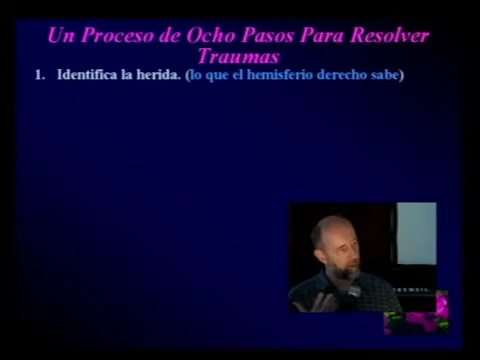 Un Proceso de Ocho Pasos Para Resolver
Traumas
1. Identifica la herida. (lo que el hemisferio derecho sabe)